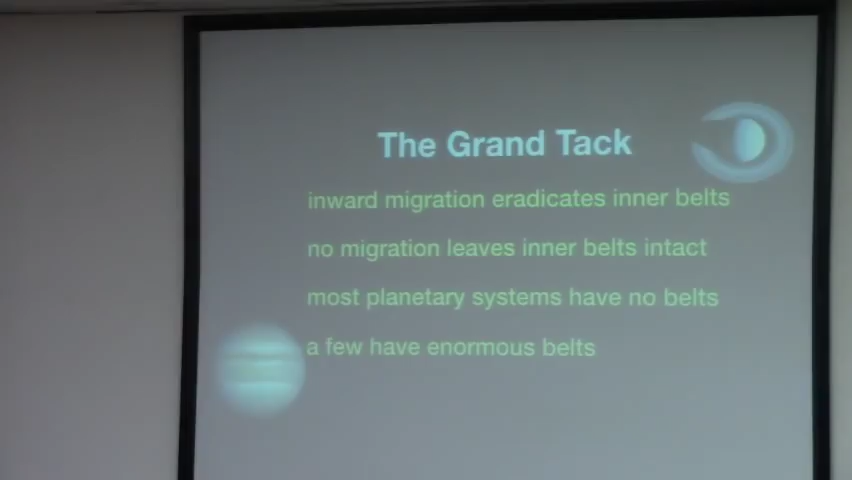 The Grand Tack
inward migration eradicates inner belts
no migration leaves inner belts intact
most planetary systems have no belts
a few have enormous belts